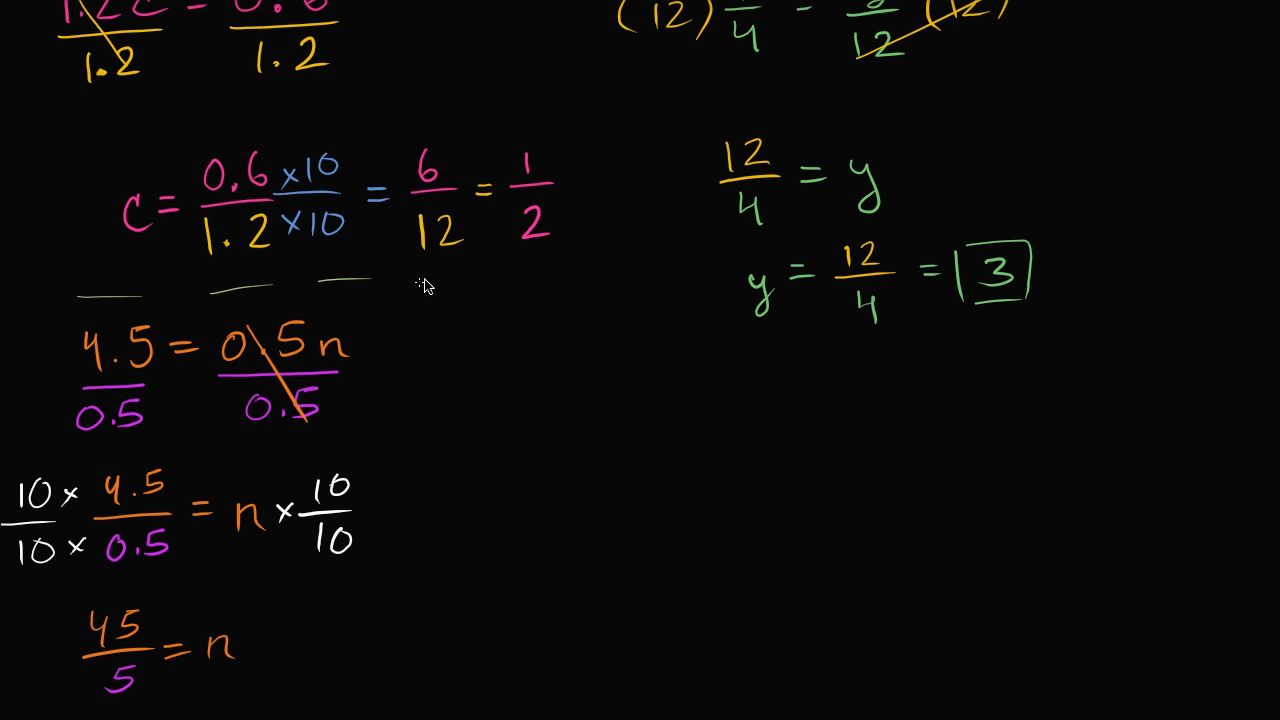 1.2c = 0.6
1.2 1.2
c = 0.6/1.2 ×10/×10 = 6/12 = 1/2
4.5 = 0.5n
0.5 0.5
10/10 × × 4.5/0.5 = n × 10/10
45/5 = n
(12) /4 = /12 (12)
12/4 = y
y = 12/4 = 3